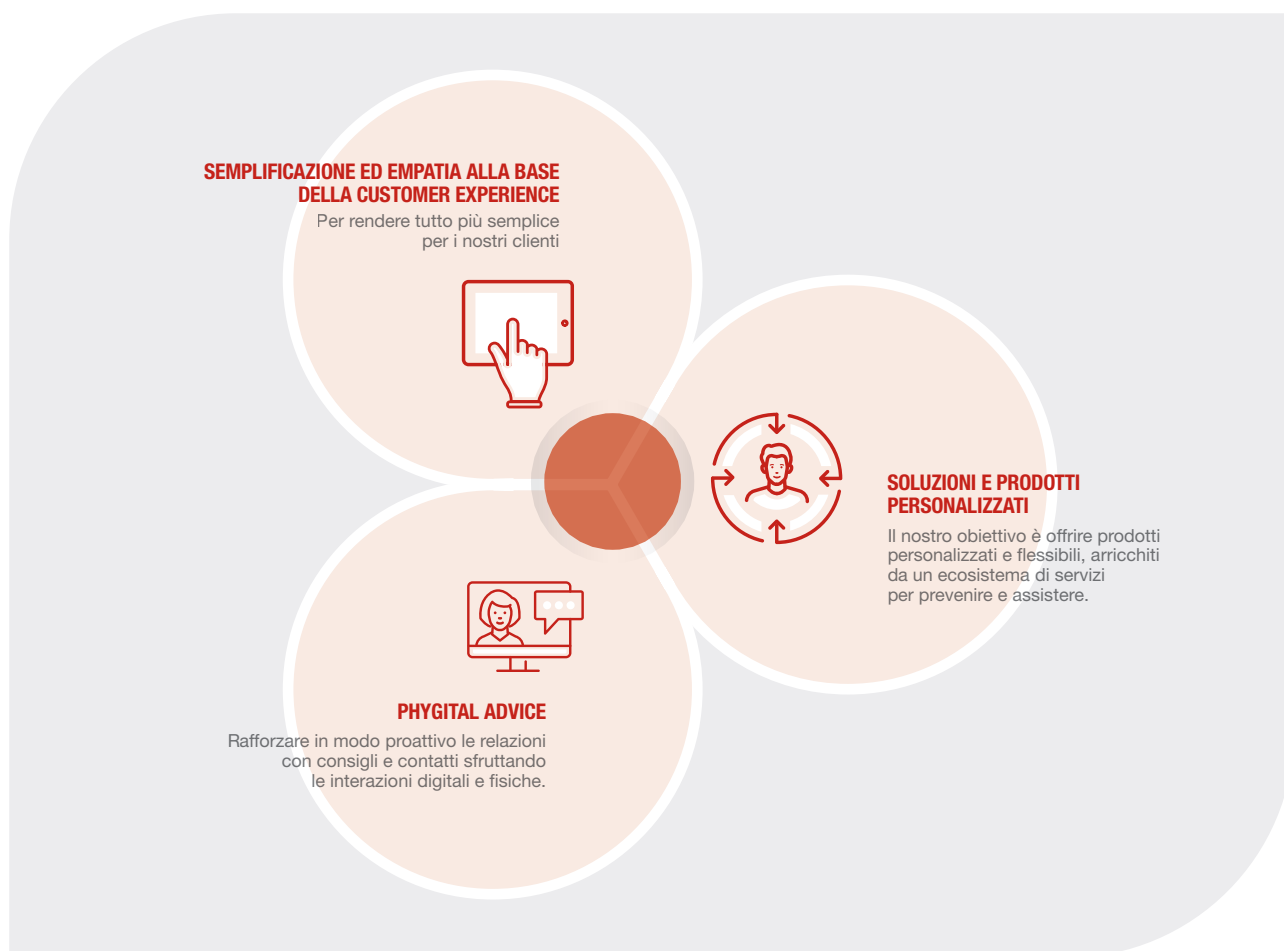 SEMPLIFICAZIONE ED EMPATIA ALLA BASE
DELLA CUSTOMER EXPERIENCE
Per rendere tutto più semplice
per i nostri clienti
SOLUZIONI E PRODOTTI
PERSONALIZZATI
Il nostro obiettivo è offrire prodotti
personalizzati e flessibili, arricchiti
da un ecosistema di servizi
per prevenire e assistere.
PHYGITAL ADVICE
Rafforzare in modo proattivo le relazioni
con consigli e contatti sfruttando
le interazioni digitali e fisiche.